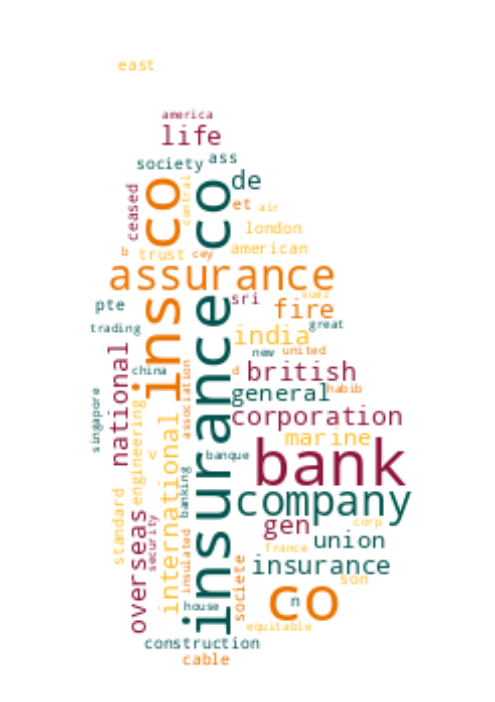 east
america
life
society
ass
de
ceased
ins co
central
insurance co
et
air
london
b
trust
cey
american
assurance
pte
sri
suez
fire
trading
india
great
new
united
national
china
d
british
habib
general
singapore
engineering
association
corporation
v
international
banque
marine
bank
banking
company
standard
security
overseas
gen
corp
insulated
union
france
insurance
societe
son
house
n
co
equitable
construction
cable